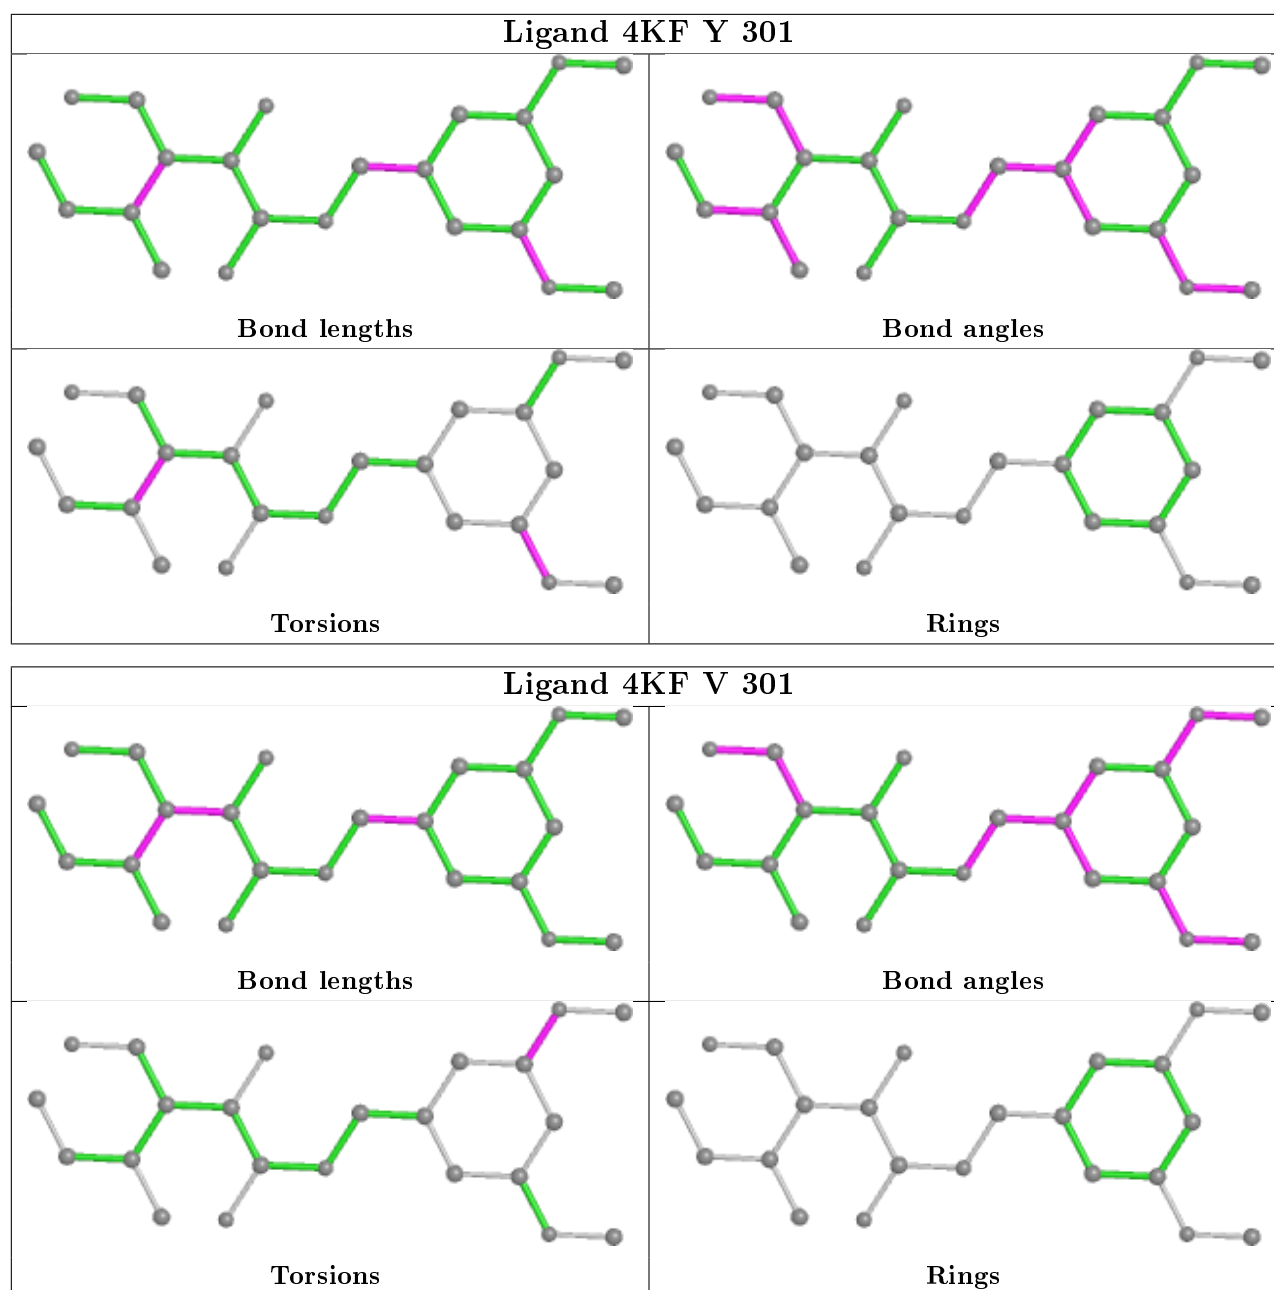 Ligand 4KF Y 301
Bond lengths
Bond angles
Torsions
Rings
Ligand 4KF V 301
Bond lengths
Bond angles
Torsions
Rings